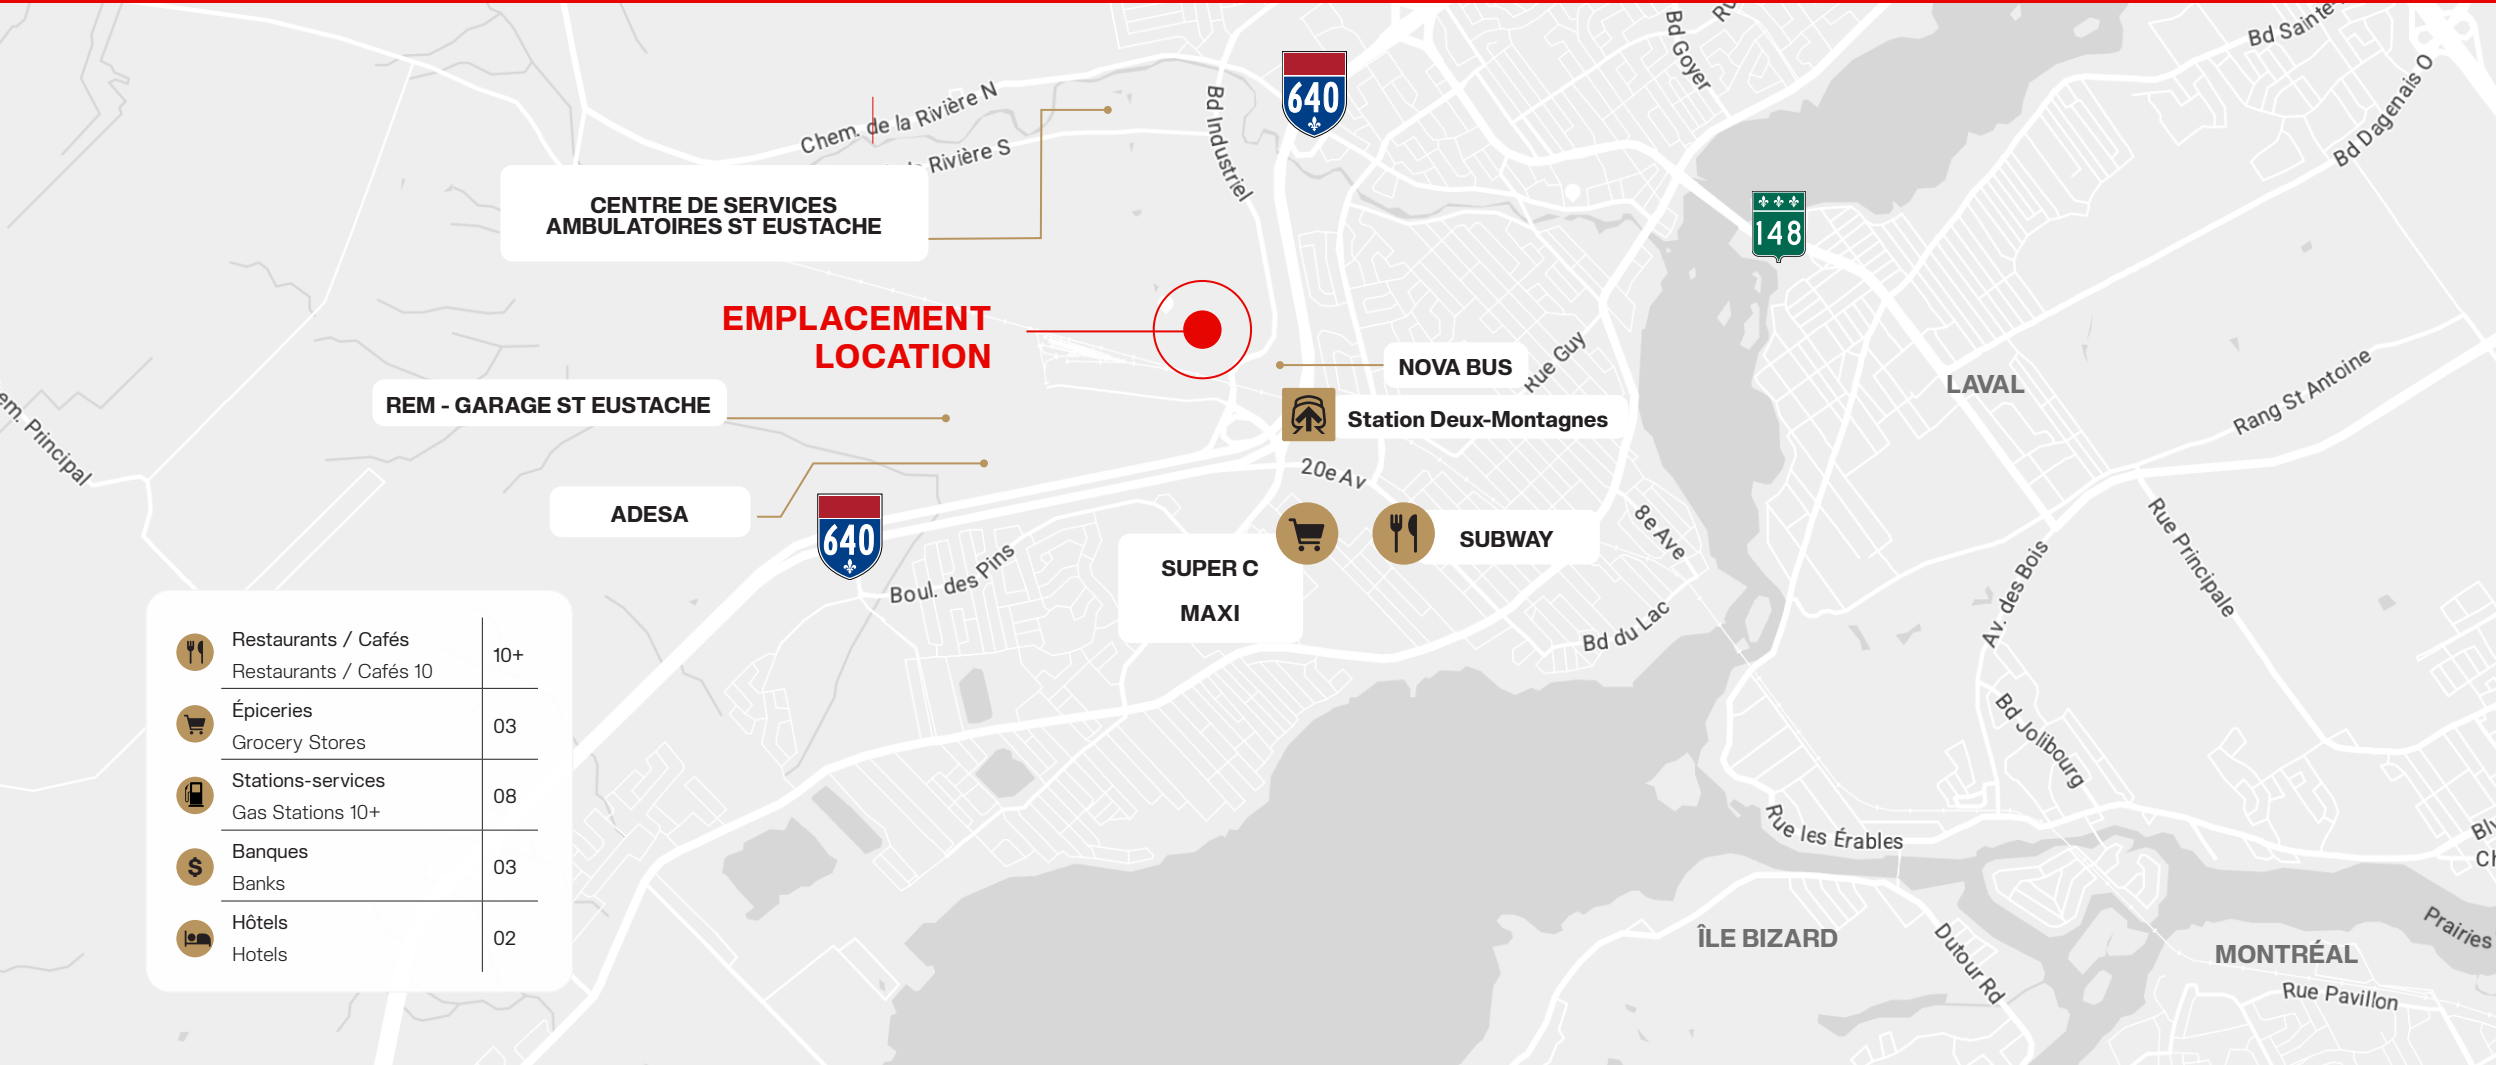 Bd Sainte-
Bd Goyer
Bd Dagenais O
640
Chem. de la Rivière N
Rivière S
Bd Industriel
CENTRE DE SERVICES
AMBULATOIRES ST EUSTACHE
148
EMPLACEMENT
LOCATION
NOVA BUS
Rue Guy
LAVAL
Rang St Antoine
REM - GARAGE ST EUSTACHE
Station Deux-Montagnes
em. Principal
20e Av
ADESA
640
SUBWAY
8e Ave
SUPER C
MAXI
Boul. des Pins
Bd du Lac
Av. des Bois
Rue Principale
Bd Jolibourg
Restaurants / Cafés
Restaurants / Cafés 10
10+
Épiceries
Grocery Stores
03
Stations-services
Gas Stations 10+
08
Banques
Banks
03
$
Hôtels
Hotels
02
Rue les Érables
ÎLE BIZARD
Dutour Rd
MONTRÉAL
Prairies
Rue Pavillon